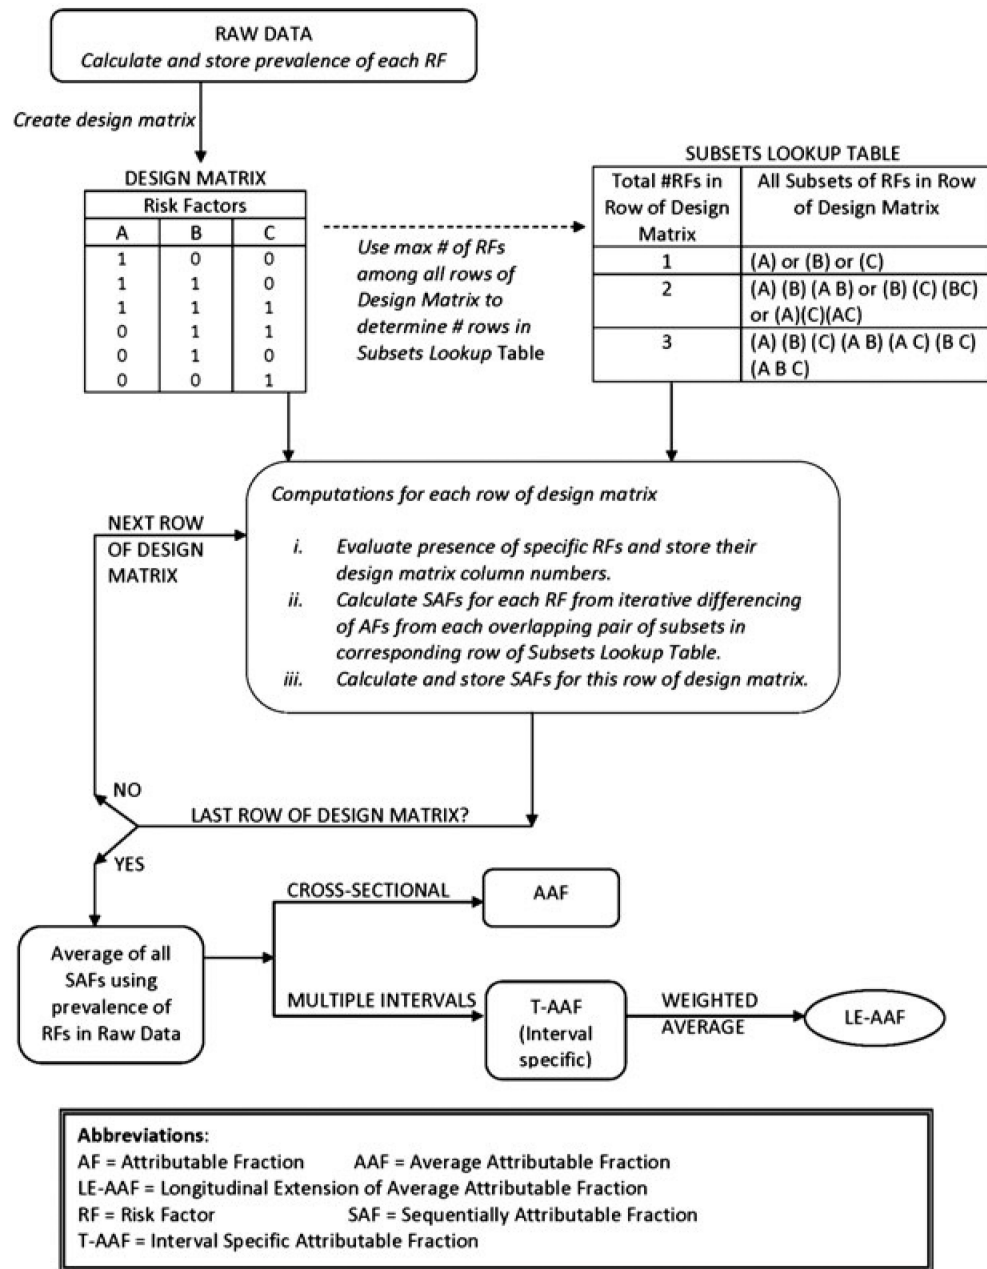 RAW DATA
Calculate and store prevalence of each RF
Create design matrix
DESIGN MATRIX
Risk Factors
A B C
1 0 0
1 1 0
1 1 1
0 1 1
0 1 0
0 0 1
Use max # of RFs
among all rows of
Design Matrix to
determine # rows in
Subsets Lookup Table
SUBSETS LOOKUP TABLE
Total #RFs in
Row of Design
Matrix
All Subsets of RFs in Row
of Design Matrix
1 (A) or (B) or (C)
2 (A) (B) (A B) or (B) (C) (BC)
or (A)(C)(AC)
3 (A) (B) (C) (A B) (A C) (B C)
(A B C)
Computations for each row of design matrix
i. Evaluate presence of specific RFs and store their
design matrix column numbers.
ii. Calculate SAFs for each RF from iterative differencing
of AFs from each overlapping pair of subsets in
corresponding row of Subsets Lookup Table.
iii. Calculate and store SAFs for this row of design matrix.
NEXT ROW
OF DESIGN
MATRIX
NO
LAST ROW OF DESIGN MATRIX?
YES
Average of all
SAFs using
prevalence of
RFs in Raw Data
CROSS-SECTIONAL
AAF
MULTIPLE INTERVALS
T-AAF
(Interval
specific)
WEIGHTED
AVERAGE
LE-AAF
Abbreviations:
AF = Attributable Fraction AAF = Average Attributable Fraction
LE-AAF = Longitudinal Extension of Average Attributable Fraction
RF = Risk Factor SAF = Sequentially Attributable Fraction
T-AAF = Interval Specific Attributable Fraction